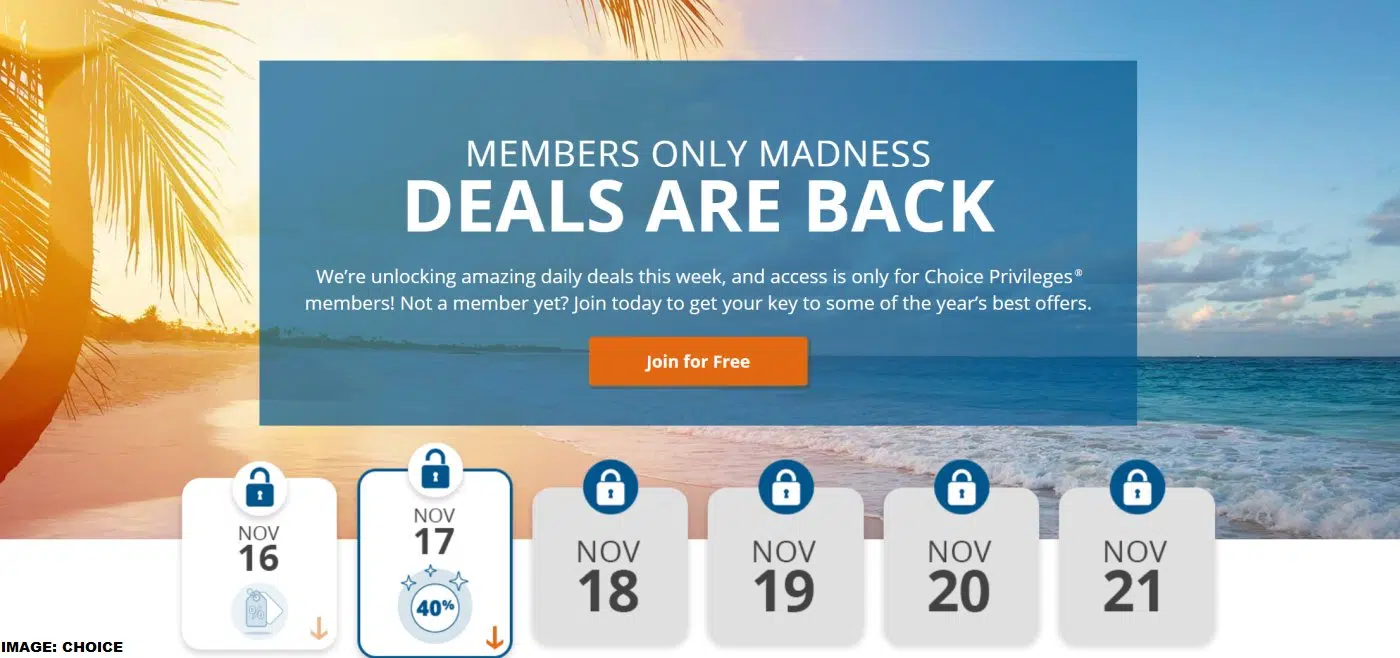 MEMBERS ONLY MADNESS
DEALS ARE BACK
We're unlocking amazing daily deals this week, and access is only for Choice Privileges®
members! Not a member yet? Join today to get your key to some of the year's best offers.
Join for Free
NOV
16
%
NOV
17
40%
NOV
18
NOV
19
NOV
20
NOV
21
IMAGE: CHOICE